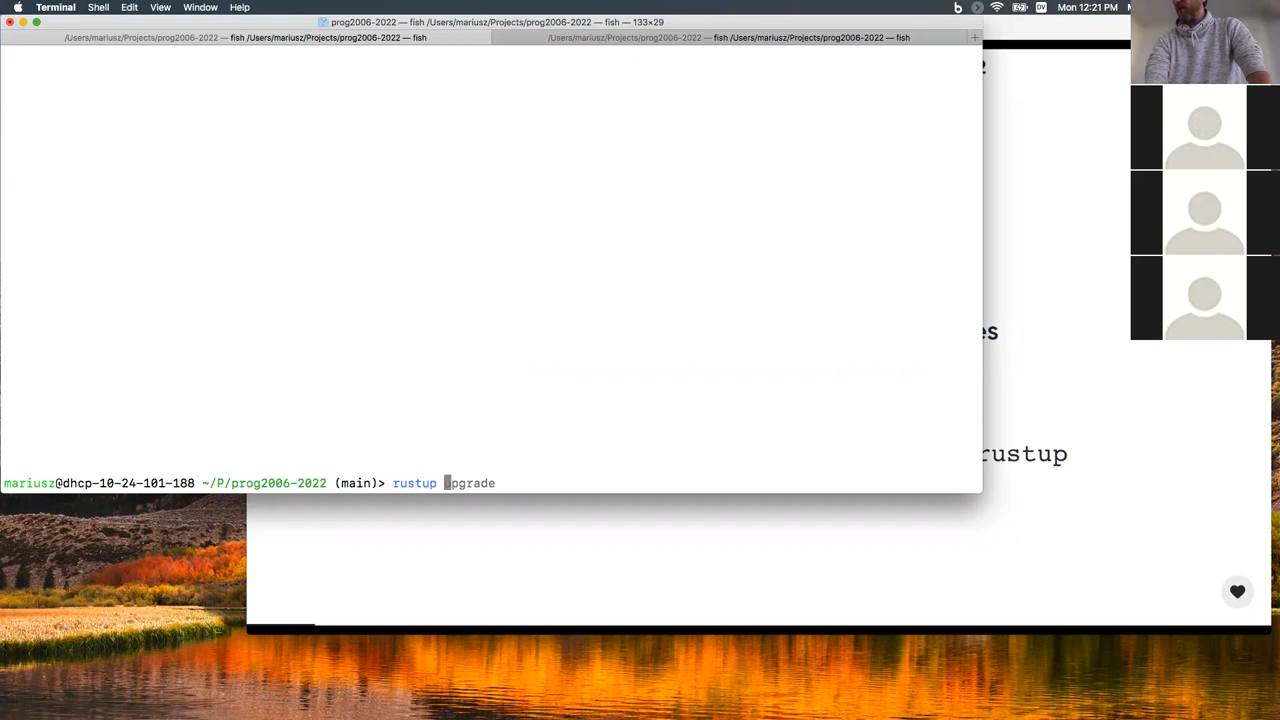 Terminal Shell Edit View Window Help
DV Mon 12:21 PM
prog2006-2022 — fish /Users/mariusz/Projects/prog2006-2022 — fish — 133×29
/Users/mariusz/Projects/prog2006-2022 — fish /Users/mariusz/Projects/prog2006-2022 — fish
/Users/mariusz/Projects/prog2006-2022 — fish /Users/mariusz/Projects/prog2006-2022 — fish +
2
es
rustup
mariusz@dhcp-10-24-101-188 ~/P/prog2006-2022 (main)> rustup upgrade